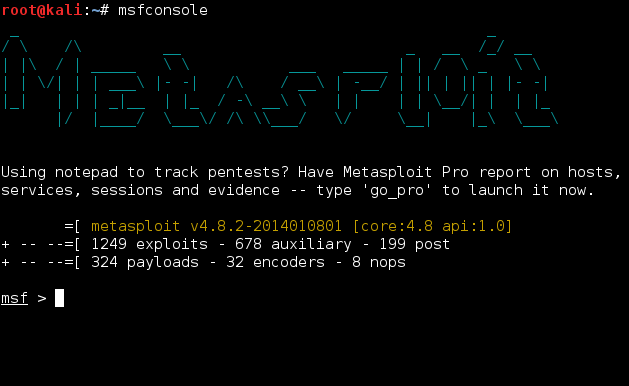 root@kali:~# msfconsole
Metasploit
Using notepad to track pentests? Have Metasploit Pro report on hosts,
services, sessions and evidence -- type 'go_pro' to launch it now.
=[ metasploit v4.8.2-2014010801 [core:4.8 api:1.0]
+ -- --=[ 1249 exploits - 678 auxiliary - 199 post
+ -- --=[ 324 payloads - 32 encoders - 8 nops
msf >